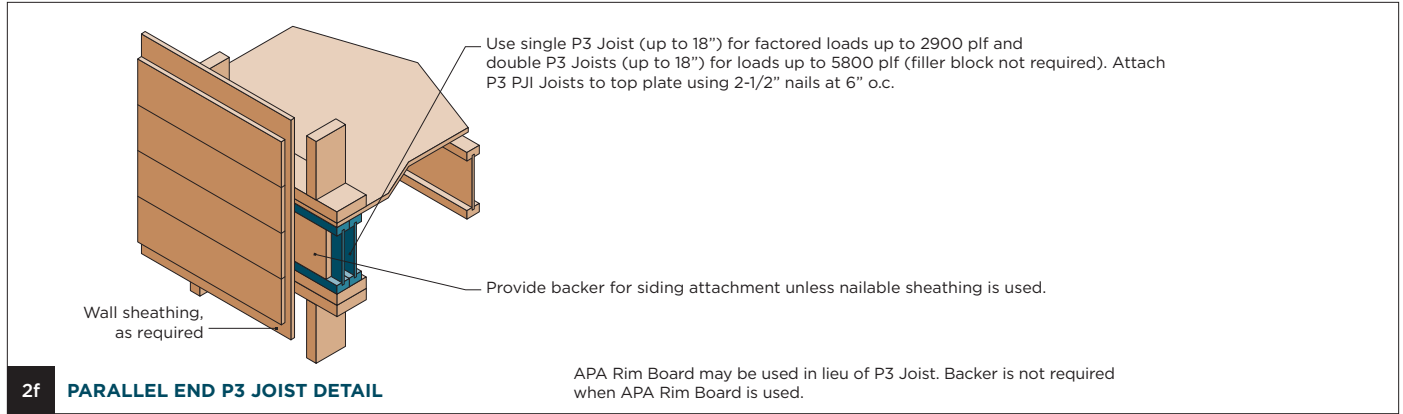 Use single P3 Joist (up to 18”) for factored loads up to 2900 plf and
double P3 Joists (up to 18”) for loads up to 5800 plf (filler block not required). Attach
P3 PJI Joists to top plate using 2-1/2” nails at 6” o.c.
Provide backer for siding attachment unless nailable sheathing is used.
Wall sheathing,
as required
2f PARALLEL END P3 JOIST DETAIL
APA Rim Board may be used in lieu of P3 Joist. Backer is not required
when APA Rim Board is used.